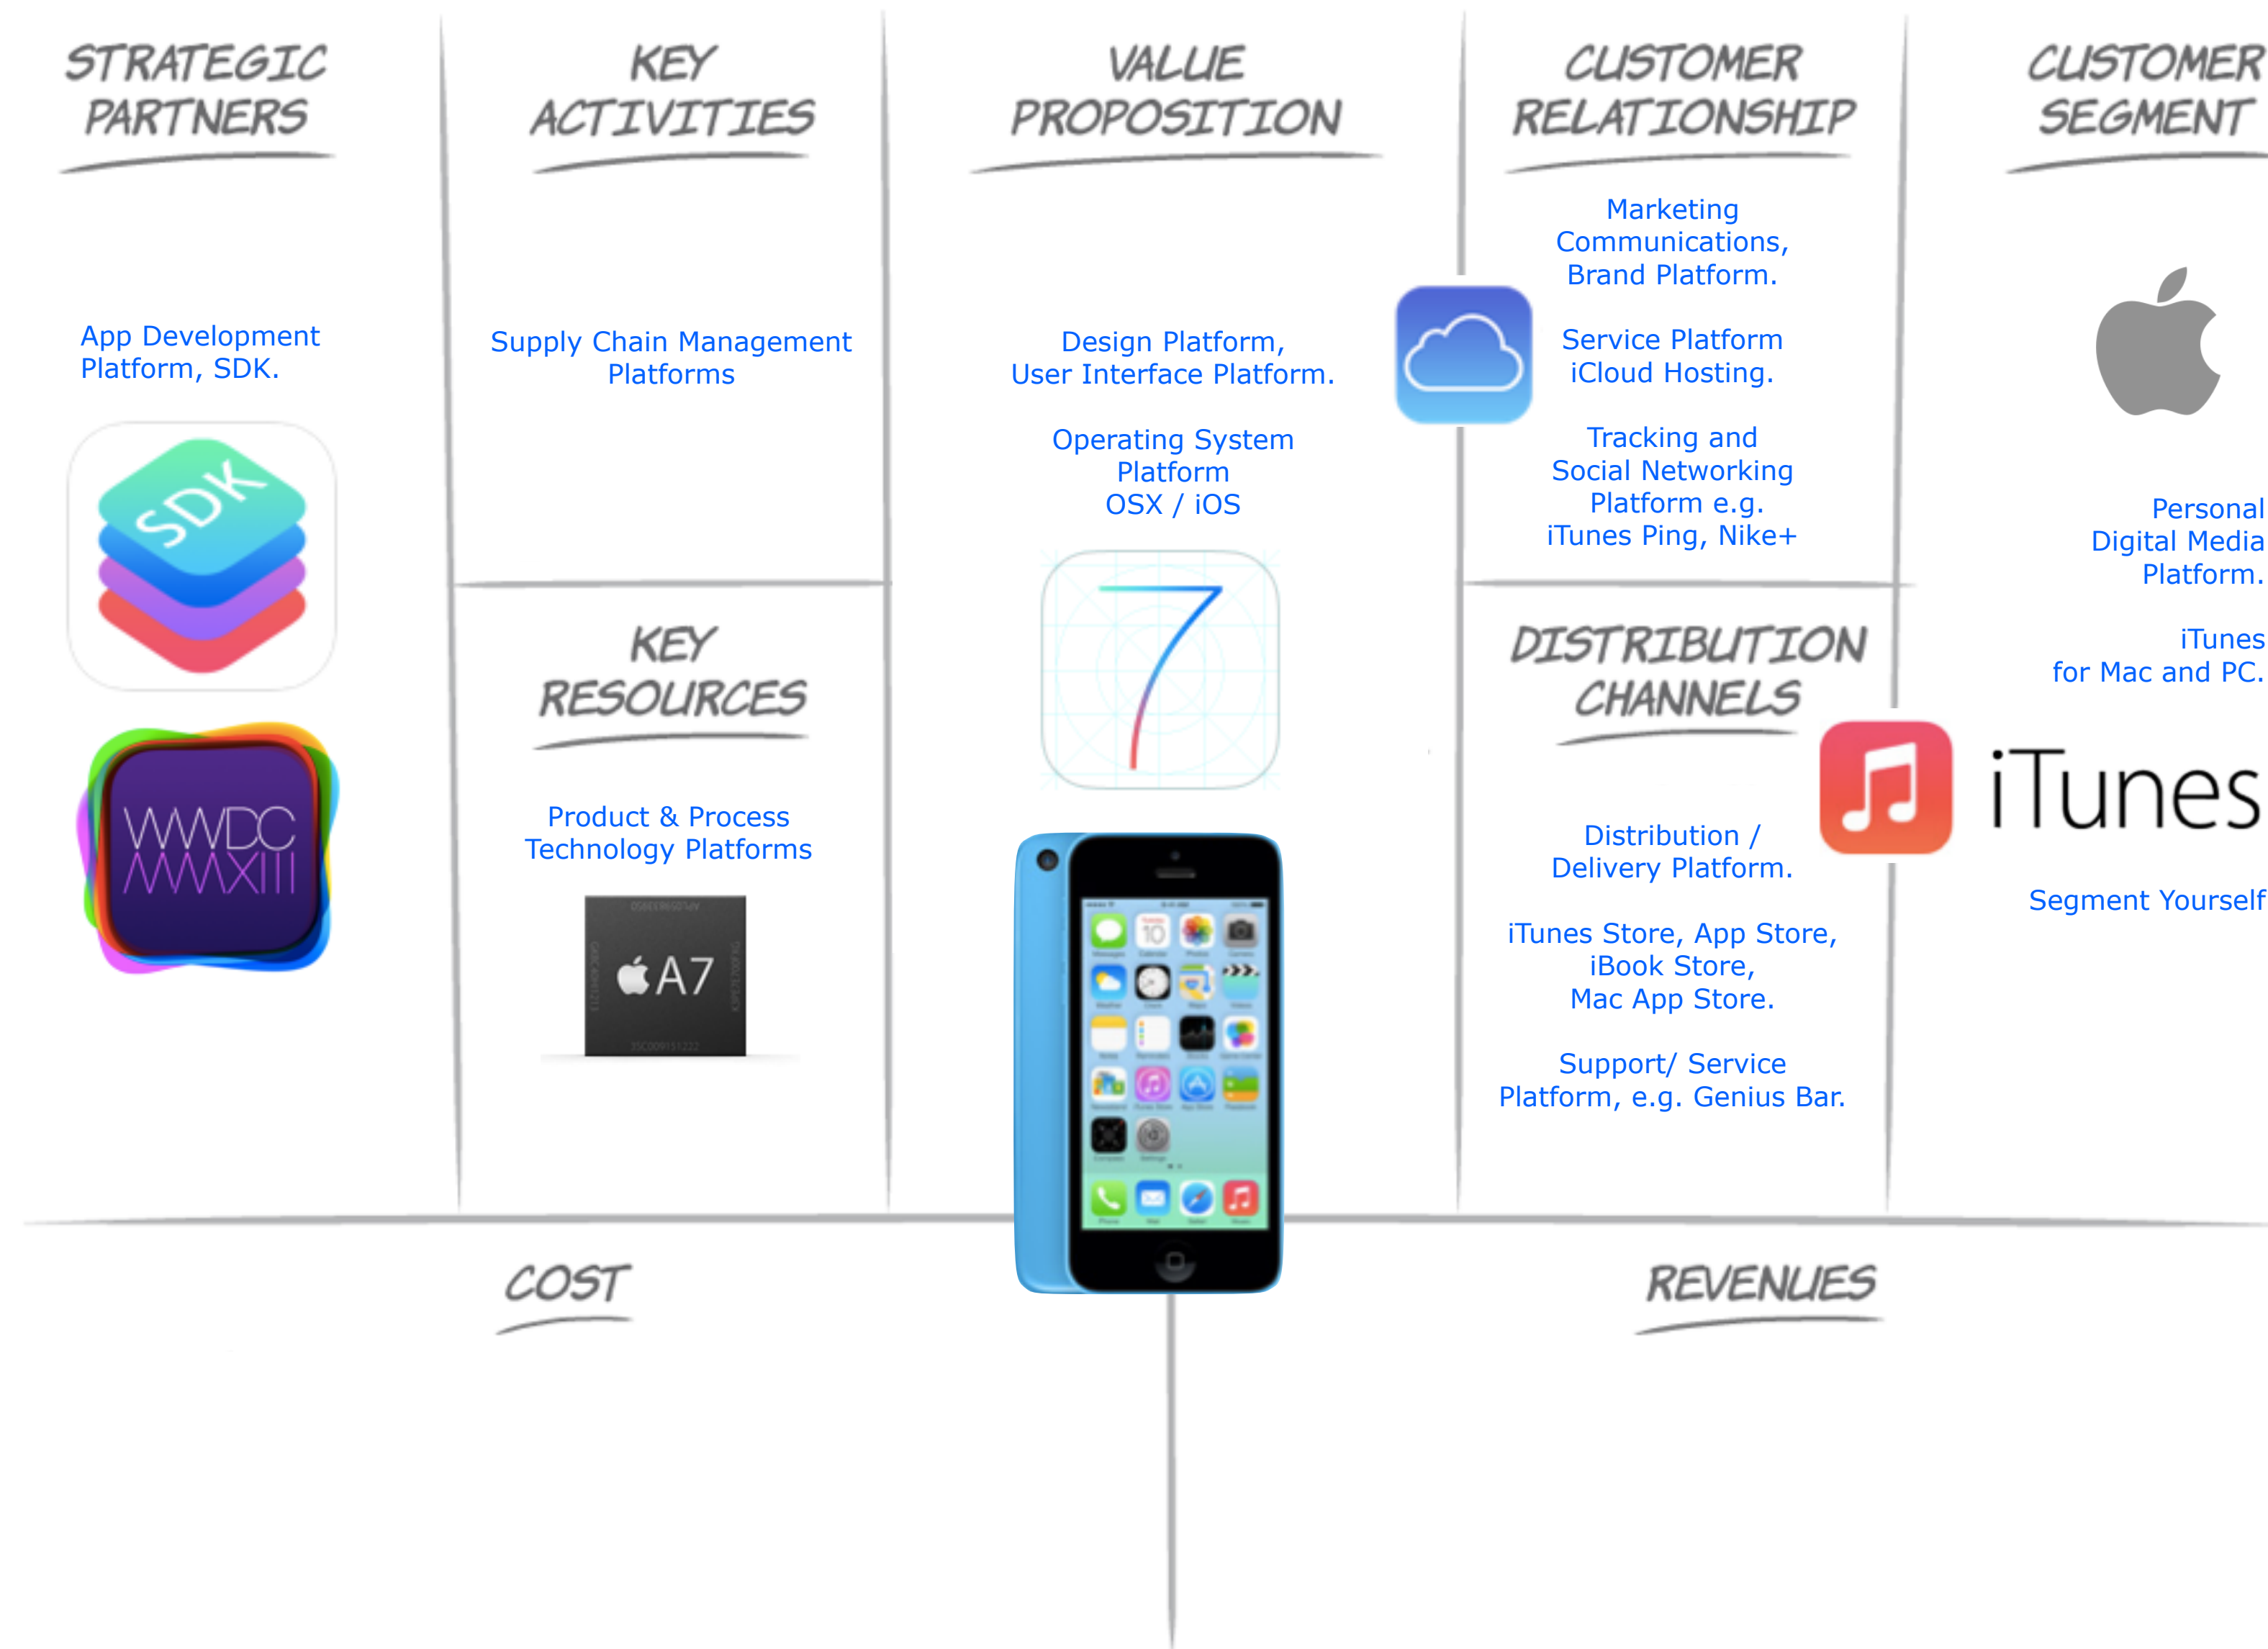 STRATEGIC
PARTNERS
App Development
Platform, SDK.
SDK
WWDC
MMXIII
KEY
ACTIVITIES
Supply Chain Management
Platforms
KEY
RESOURCES
Product & Process
Technology Platforms
A7
VALUE
PROPOSITION
Design Platform,
User Interface Platform.
Operating System
Platform
OSX / iOS
7
CUSTOMER
RELATIONSHIP
Marketing
Communications,
Brand Platform.
Service Platform
iCloud Hosting.
Tracking and
Social Networking
Platform e.g.
iTunes Ping, Nike+
DISTRIBUTION
CHANNELS
Distribution /
Delivery Platform.
iTunes Store, App Store,
iBook Store,
Mac App Store.
Support/ Service
Platform, e.g. Genius Bar.
CUSTOMER
SEGMENT
Personal
Digital Media
Platform.
iTunes
for Mac and PC.
iTunes
Segment Yourself
COST
REVENUES